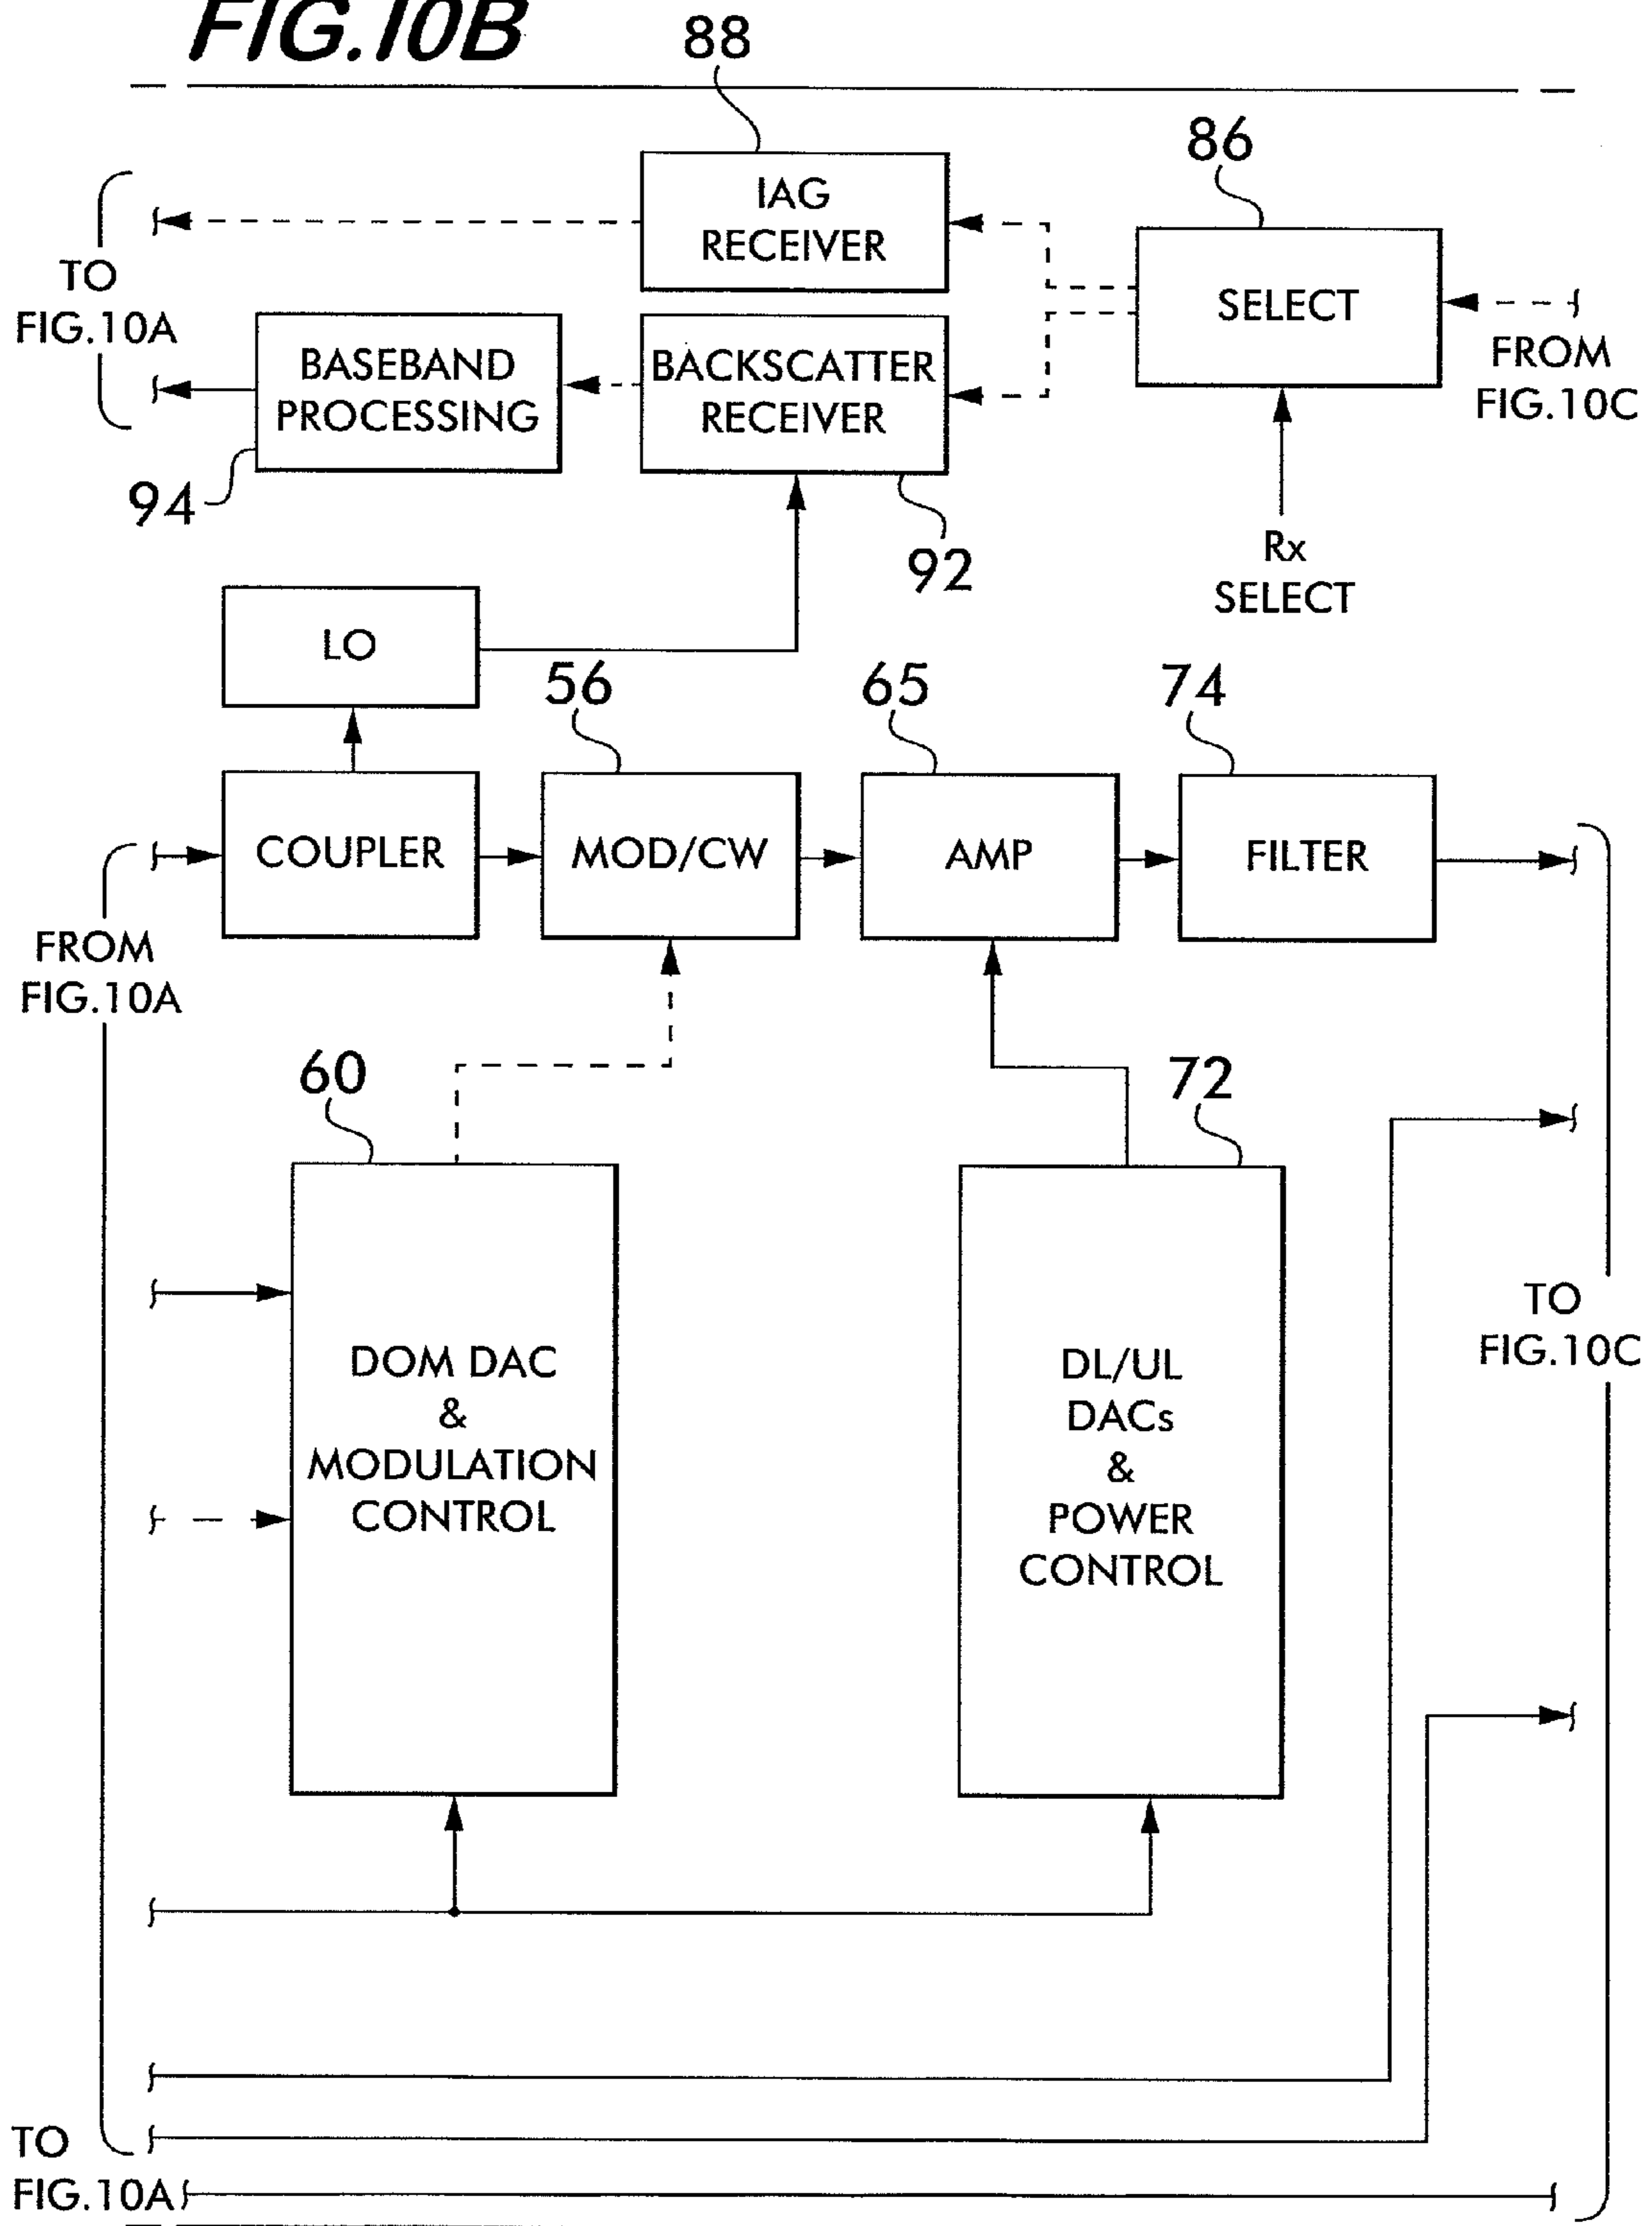 FIG.10B
88
86
IAG
RECEIVER
TO
FIG.10A
SELECT
FROM
FIG.10C
BASEBAND
PROCESSING
BACKSCATTER
RECEIVER
94
92
Rx
SELECT
LO
56
65
74
COUPLER
MOD/CW
AMP
FILTER
FROM
FIG.10A
60
72
DOM DAC
&
MODULATION
CONTROL
DL/UL
DACs
&
POWER
CONTROL
TO
FIG.10C
TO
FIG.10A